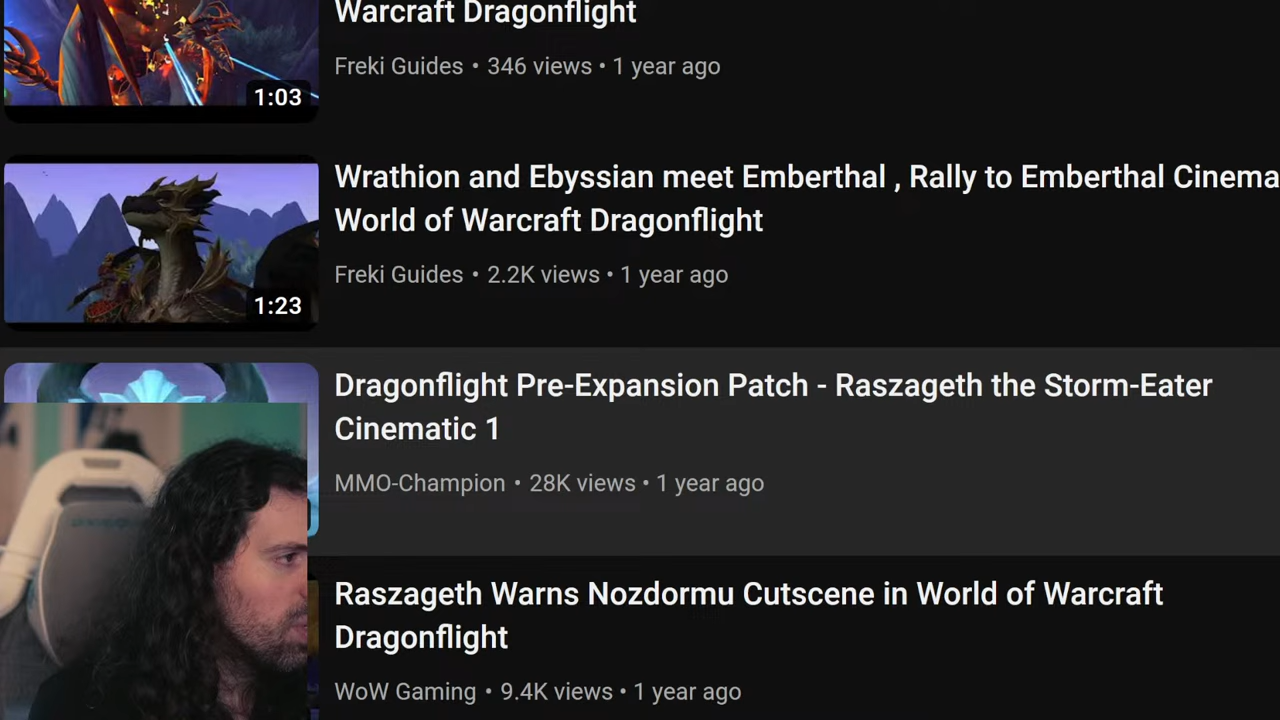 Warcraft Dragonflight
Freki Guides • 346 views • 1 year ago
1:03
Wrathion and Ebyssian meet Emberthal , Rally to Emberthal Cinema
World of Warcraft Dragonflight
Freki Guides • 2.2K views • 1 year ago
1:23
Dragonflight Pre-Expansion Patch - Raszageth the Storm-Eater
Cinematic 1
MMO-Champion • 28K views • 1 year ago
Raszageth Warns Nozdormu Cutscene in World of Warcraft
Dragonflight
WoW Gaming • 9.4K views • 1 year ago